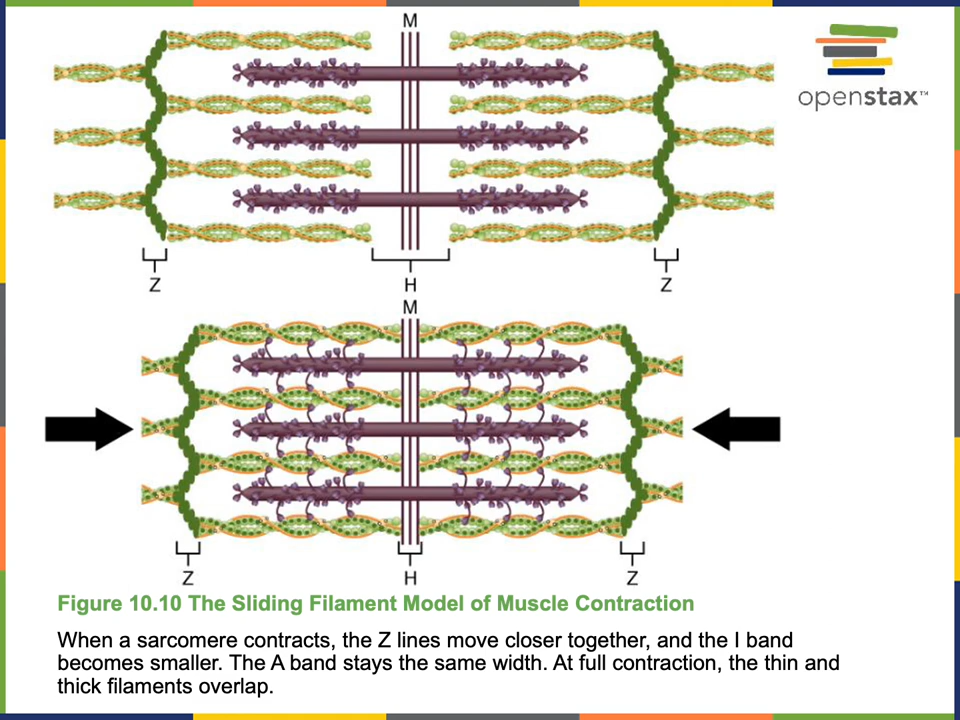 M
openstax™
Z
H
Z
M
Z
H
Z
Figure 10.10 The Sliding Filament Model of Muscle Contraction
When a sarcomere contracts, the Z lines move closer together, and the I band
becomes smaller. The A band stays the same width. At full contraction, the thin and
thick filaments overlap.